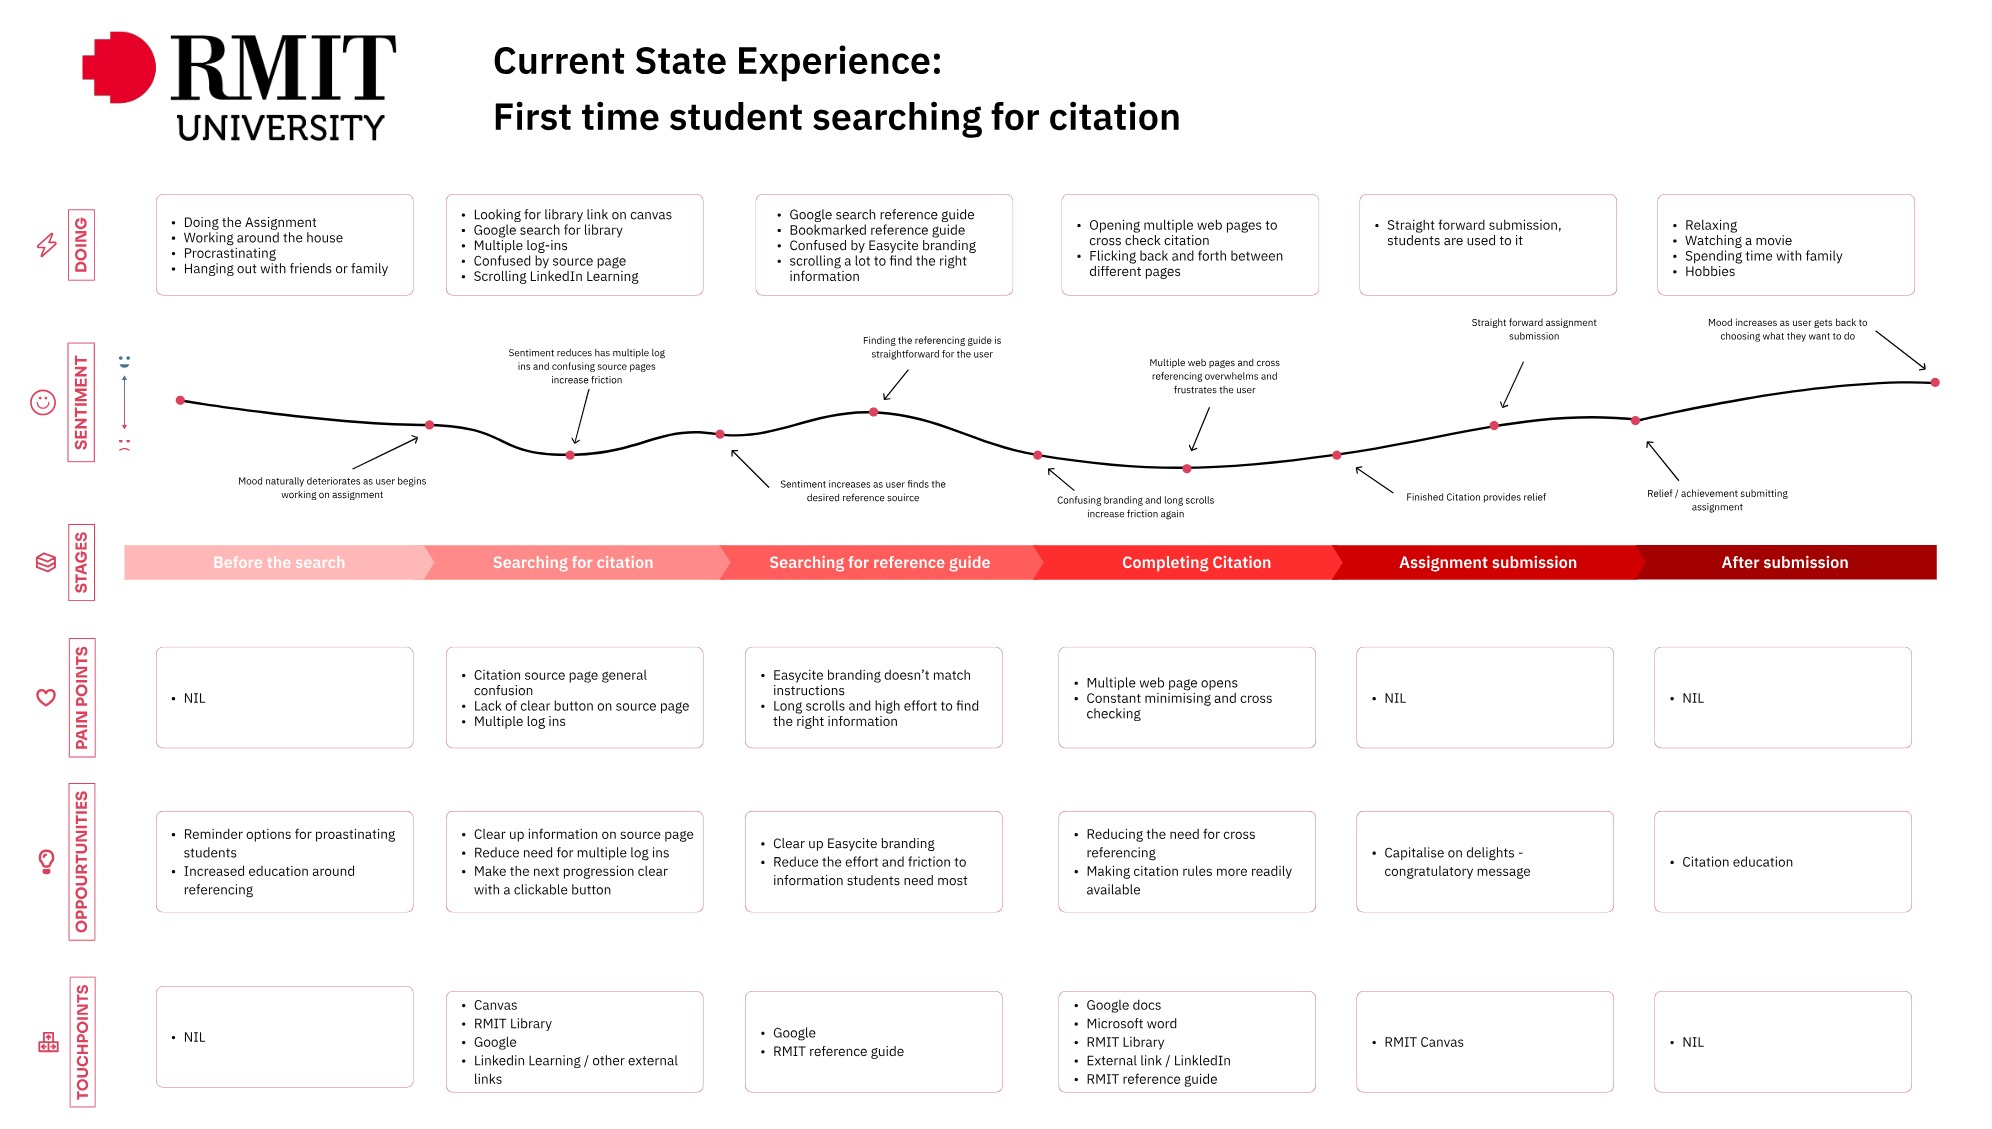 RMIT
UNIVERSITY
Current State Experience:
First time student searching for citation
DOING
• Doing the Assignment
• Working around the house
• Procrastinating
• Hanging out with friends or family
• Looking for library link on canvas
• Google search for library
• Multiple log-ins
• Confused by source page
• Scrolling LinkedIn Learning
• Google search reference guide
• Bookmarked reference guide
• Confused by Easycite branding
• scrolling a lot to find the right
information
• Opening multiple web pages to
cross check citation
• Flicking back and forth between
different pages
• Straight forward submission,
students are used to it
• Relaxing
• Watching a movie
• Spending time with family
• Hobbies
SENTIMENT
Mood naturally deteriorates as user begins
working on assignment
Sentiment reduces has multiple log
ins and confusing source pages
increase friction
Sentiment increases as user finds the
desired reference soirce
Finding the referencing guide is
straightforward for the user
Confusing branding and long scrolls
increase friction again
Multiple web pages and cross
referencing overwhelms and
frustrates the user
Finished Citation provides relief
Straight forward assignment
submission
Relief / achievement submitting
assignment
Mood increases as user gets back to
choosing what they want to do
STAGES
Before the search
Searching for citation
Searching for reference guide
Completing Citation
Assignment submission
After submission
PAIN POINTS
• NIL
• Citation source page general
confusion
• Lack of clear button on source page
• Multiple log ins
• Easycite branding doesn’t match
instructions
• Long scrolls and high effort to find
the right information
• Multiple web page opens
• Constant minimising and cross
checking
• NIL
• NIL
OPPOURTUNITIES
• Reminder options for proastinating
students
• Increased education around
referencing
• Clear up information on source page
• Reduce need for multiple log ins
• Make the next progression clear
with a clickable button
• Clear up Easycite branding
• Reduce the effort and friction to
information students need most
• Reducing the need for cross
referencing
• Making citation rules more readily
available
• Capitalise on delights -
congratulatory message
• Citation education
TOUCHPOINTS
• NIL
• Canvas
• RMIT Library
• Google
• Linkedin Learning / other external
links
• Google
• RMIT reference guide
• Google docs
• Microsoft word
• RMIT Library
• External link / LinkledIn
• RMIT reference guide
• RMIT Canvas
• NIL